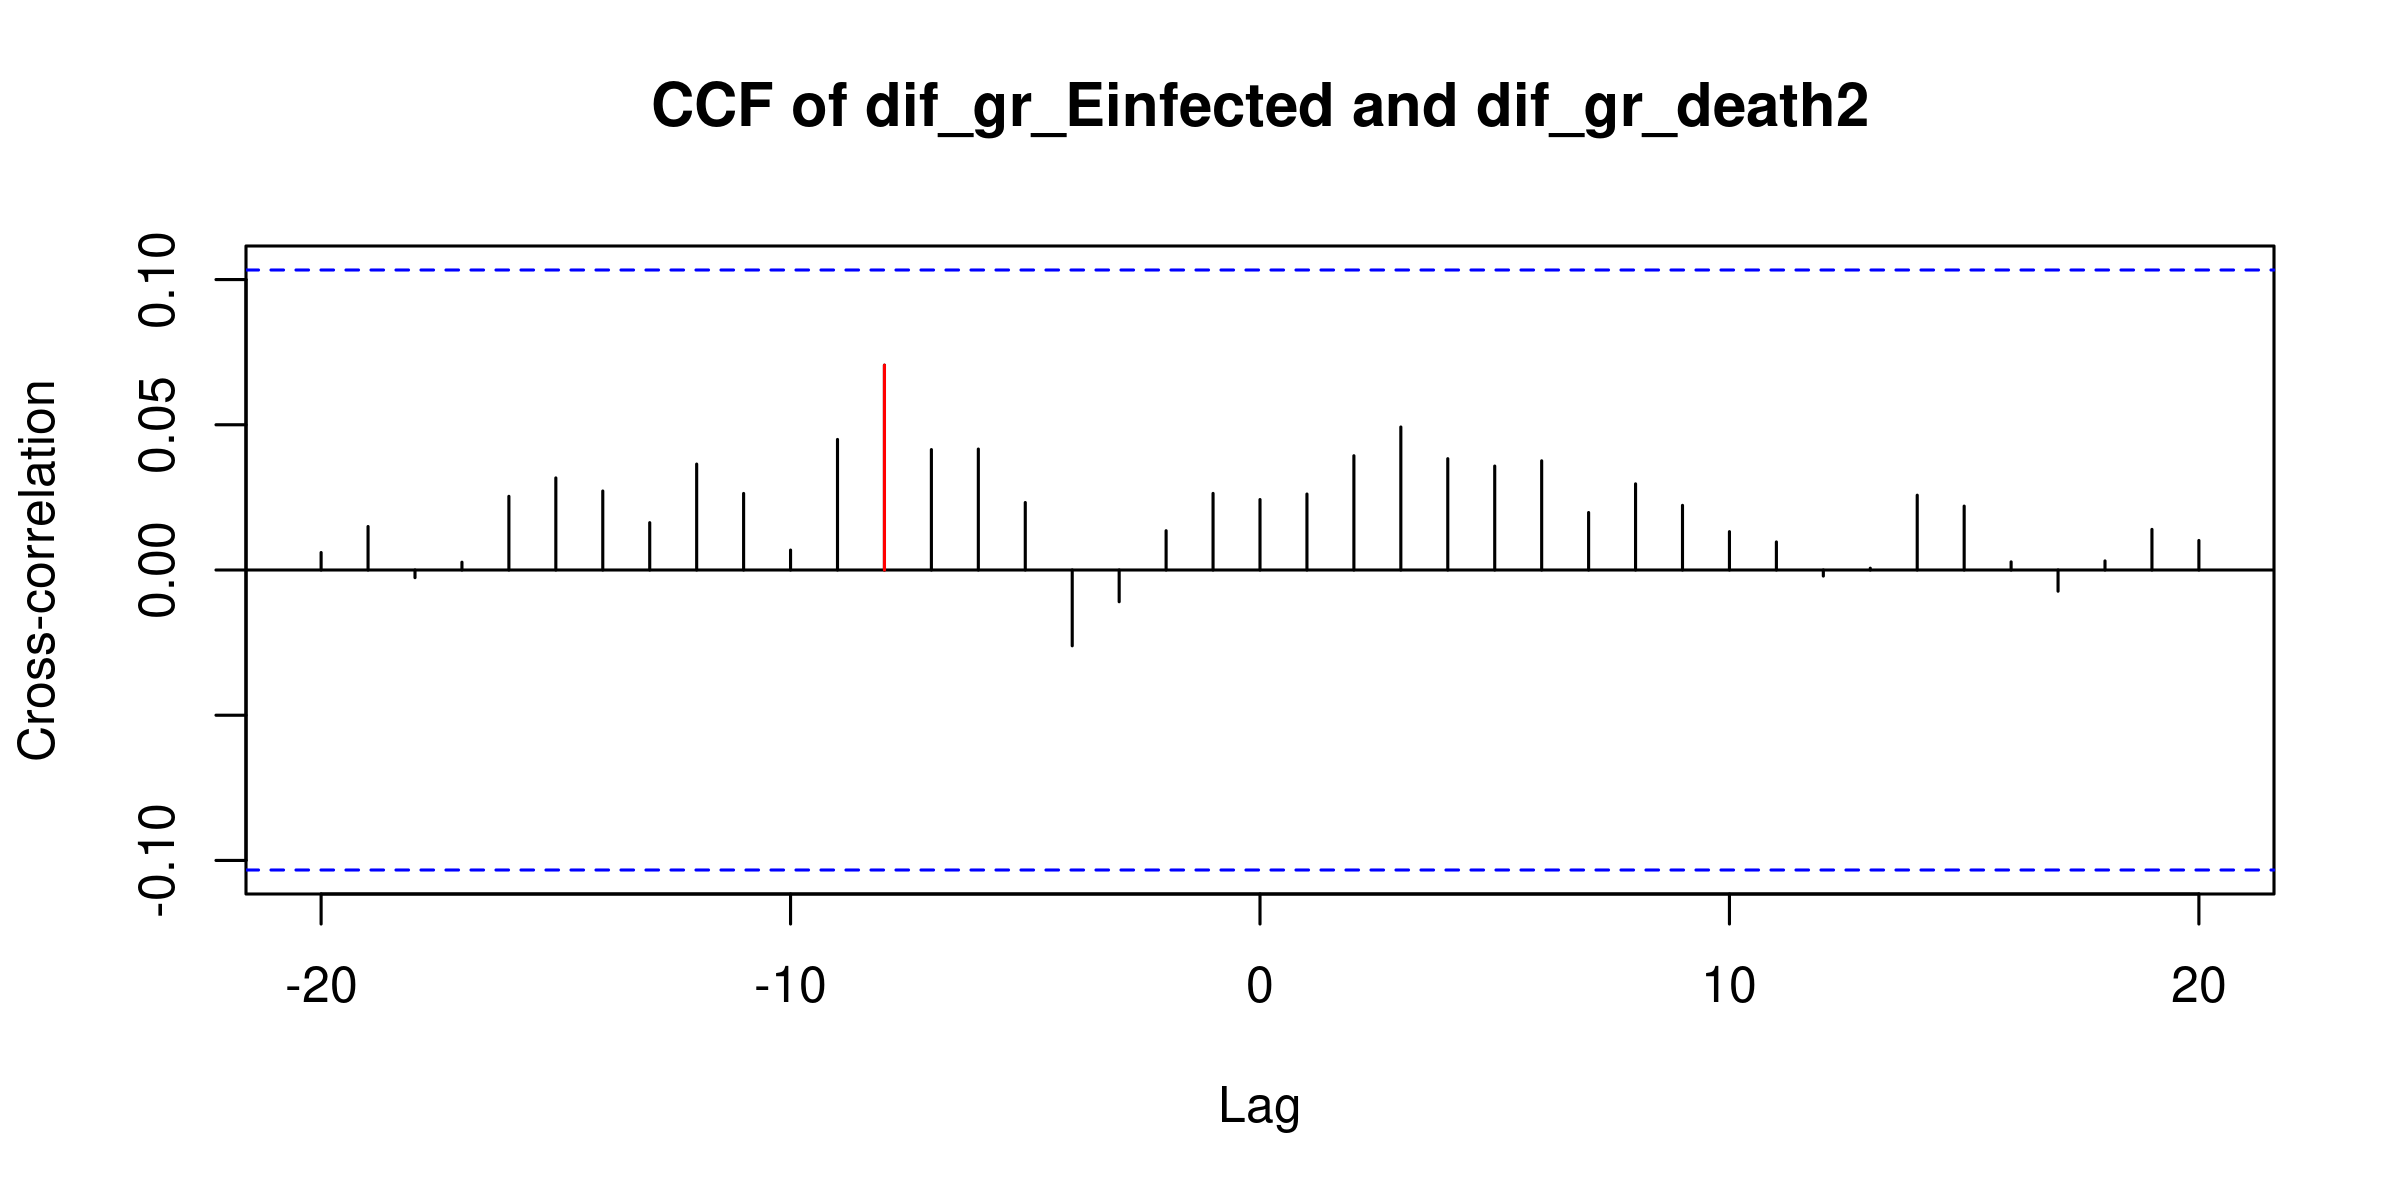 CCF of dif_gr_Einfected and dif_gr_death2
Cross-correlation
0.10
0.05
0.00
-0.10
-20 -10 0 10 20
Lag